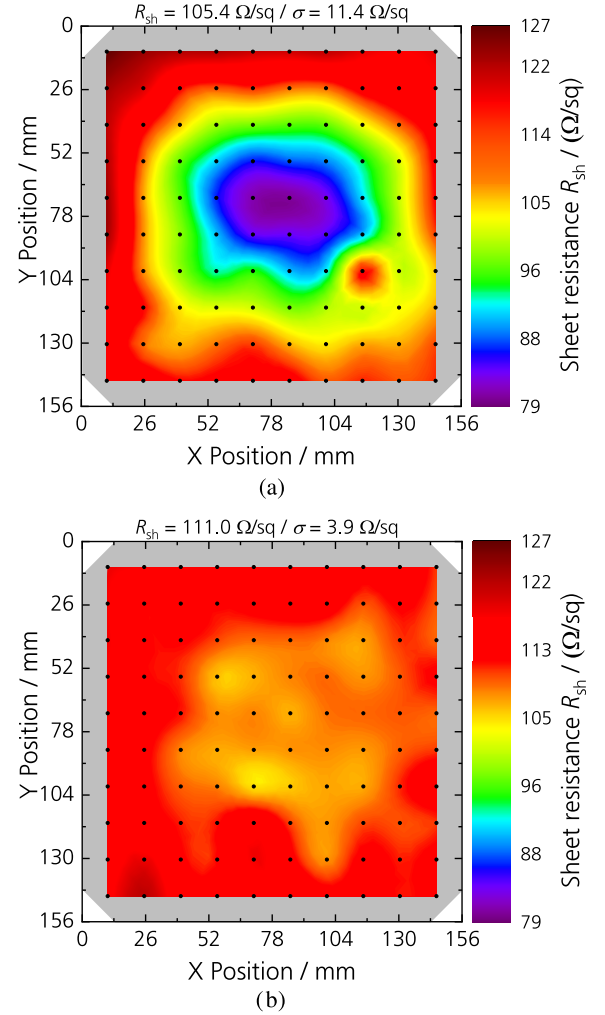 R_sh = 105.4 Ω/sq / σ = 11.4 Ω/sq
0
26
52
78
104
130
156
Y Position / mm
0 26 52 78 104 130 156
X Position / mm
127
122
114
105
96
88
79
Sheet resistance R_sh / (Ω/sq)
(a)
R_sh = 111.0 Ω/sq / σ = 3.9 Ω/sq
0
26
52
78
104
130
156
Y Position / mm
0 26 52 78 104 130 156
X Position / mm
127
122
113
105
96
88
79
Sheet resistance R_sh / (Ω/sq)
(b)